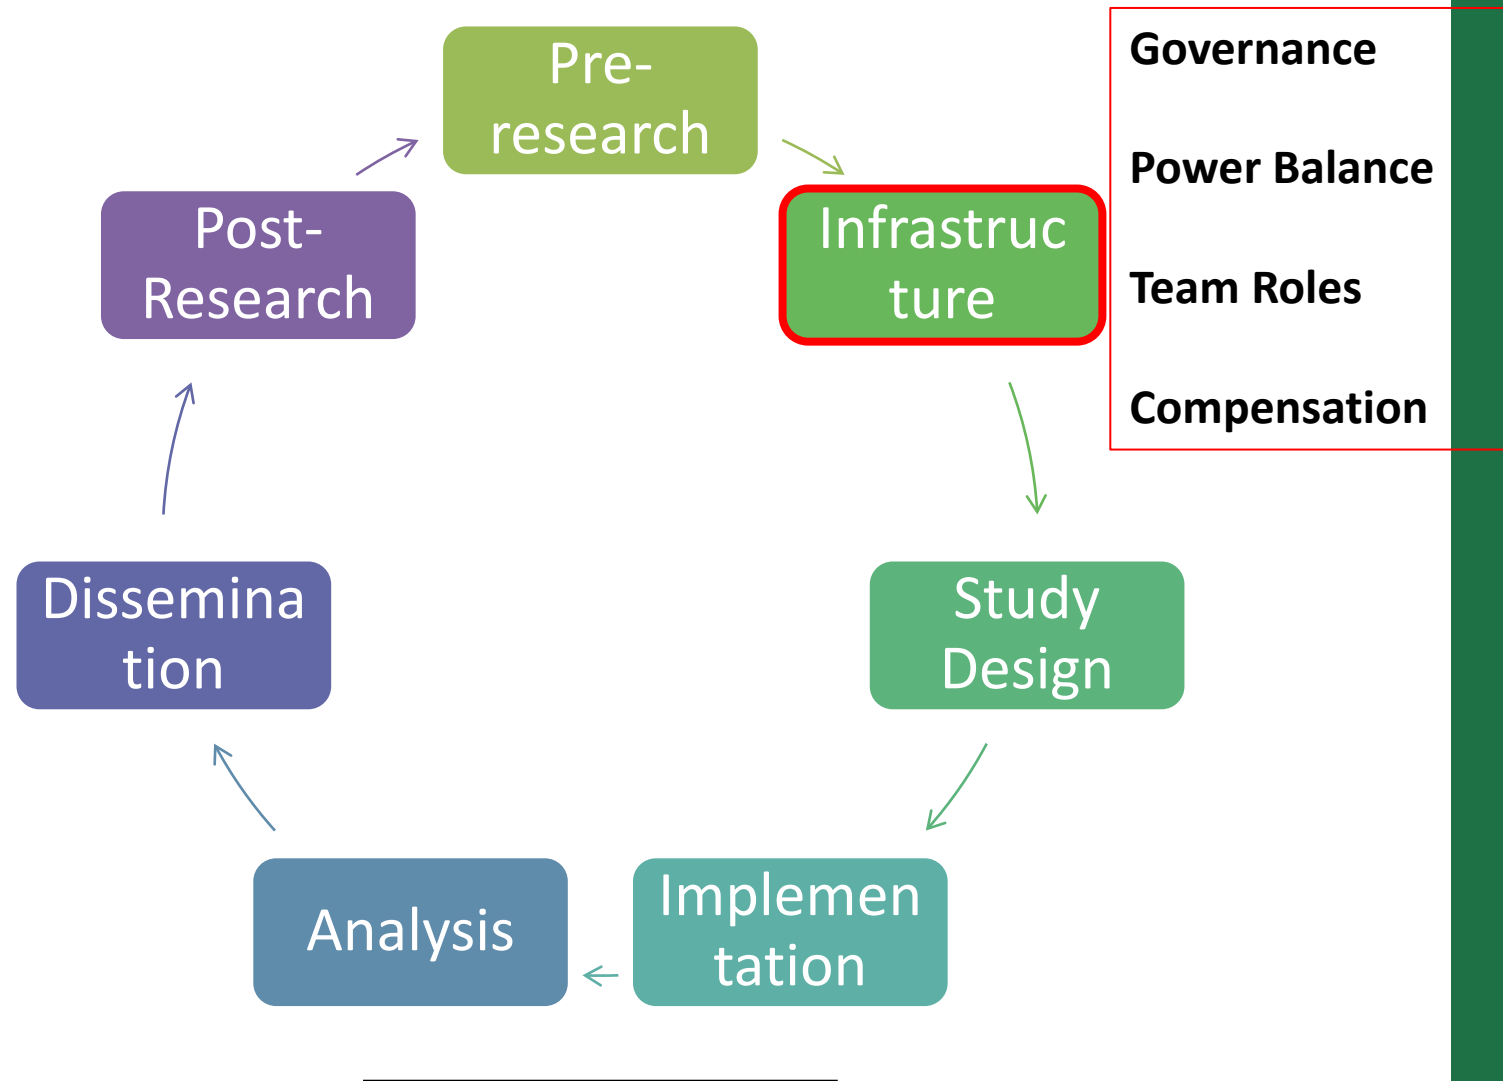 Pre-
research
Infrastruc
ture
Governance
Power Balance
Team Roles
Compensation
Study
Design
Implemen
tation
Analysis
Dissemina
tion
Post-
Research